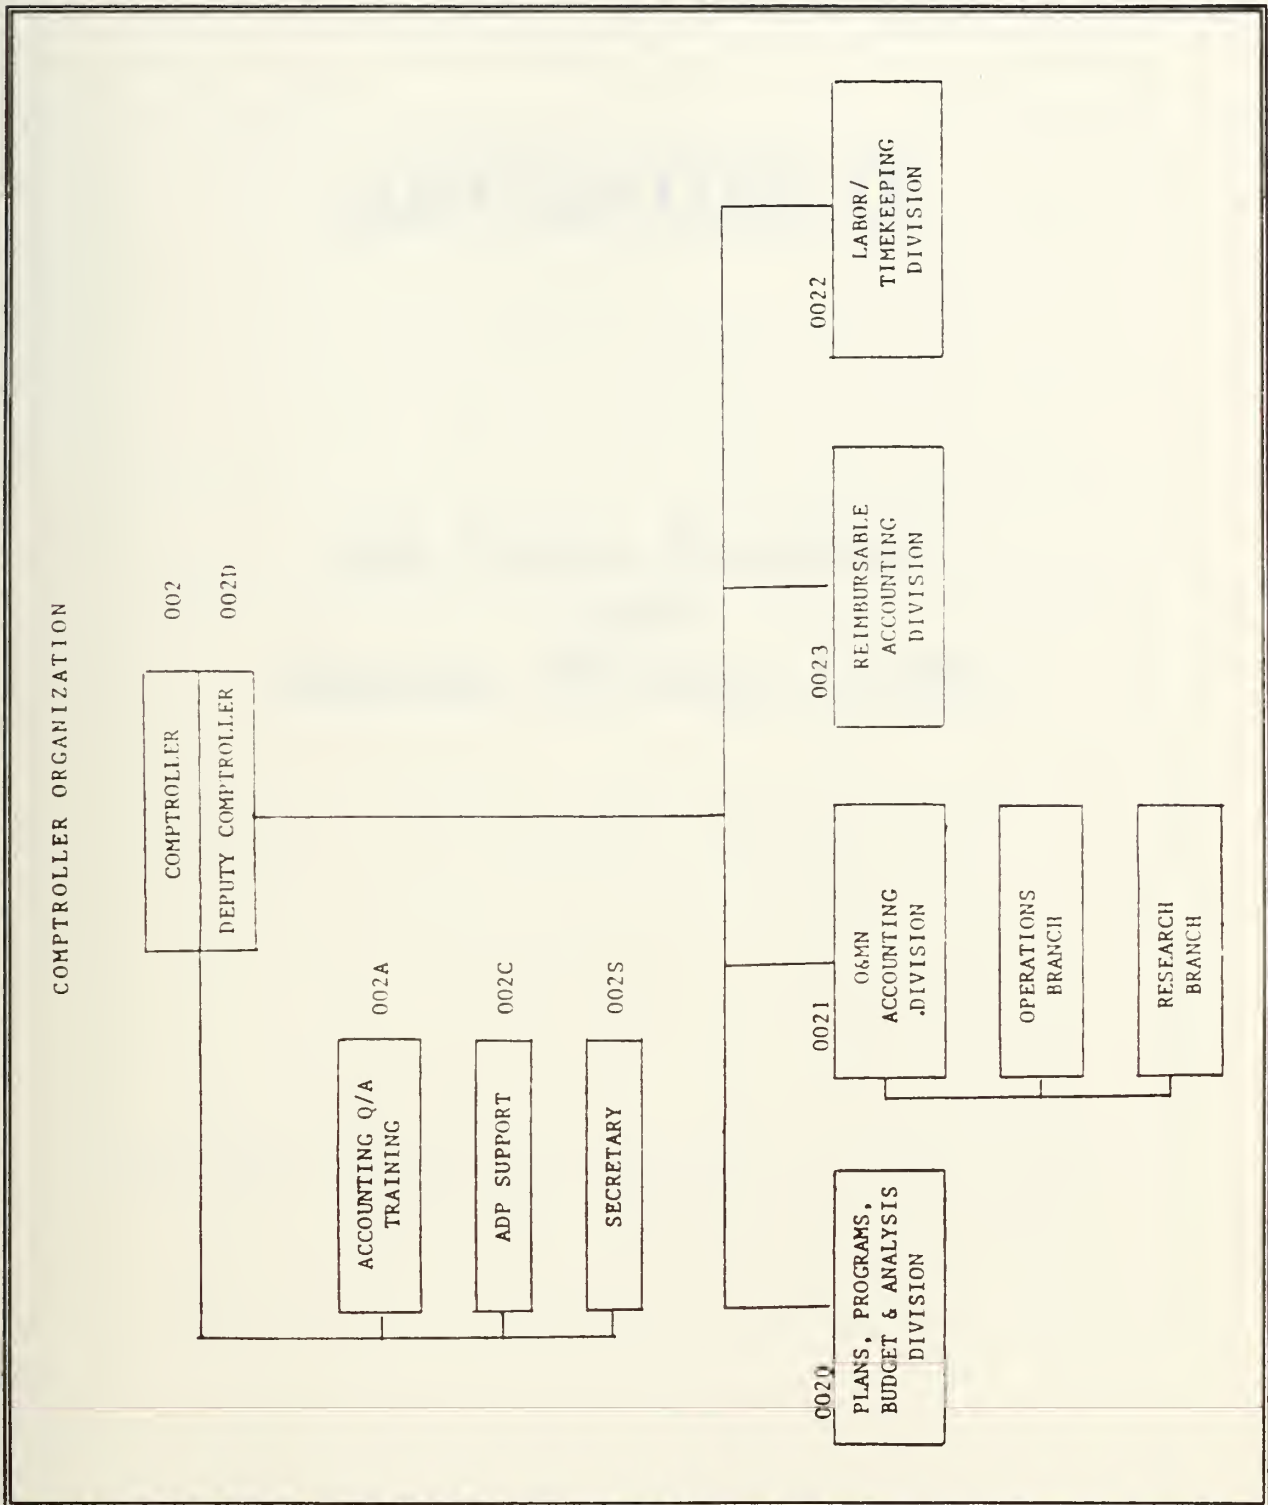 COMPTROLLER ORGANIZATION
COMPTROLLER
002
DEPUTY COMPTROLLER
002D
ACCOUNTING Q/A
TRAINING
002A
ADP SUPPORT
002C
SECRETARY
002S
0020
PLANS, PROGRAMS,
BUDGET & ANALYSIS
DIVISION
0021
O&MN
ACCOUNTING
.DIVISION
OPERATIONS
BRANCH
RESEARCH
BRANCH
0023
REIMBURSABLE
ACCOUNTING
DIVISION
0022
LABOR/
TIMEKEEPING
DIVISION